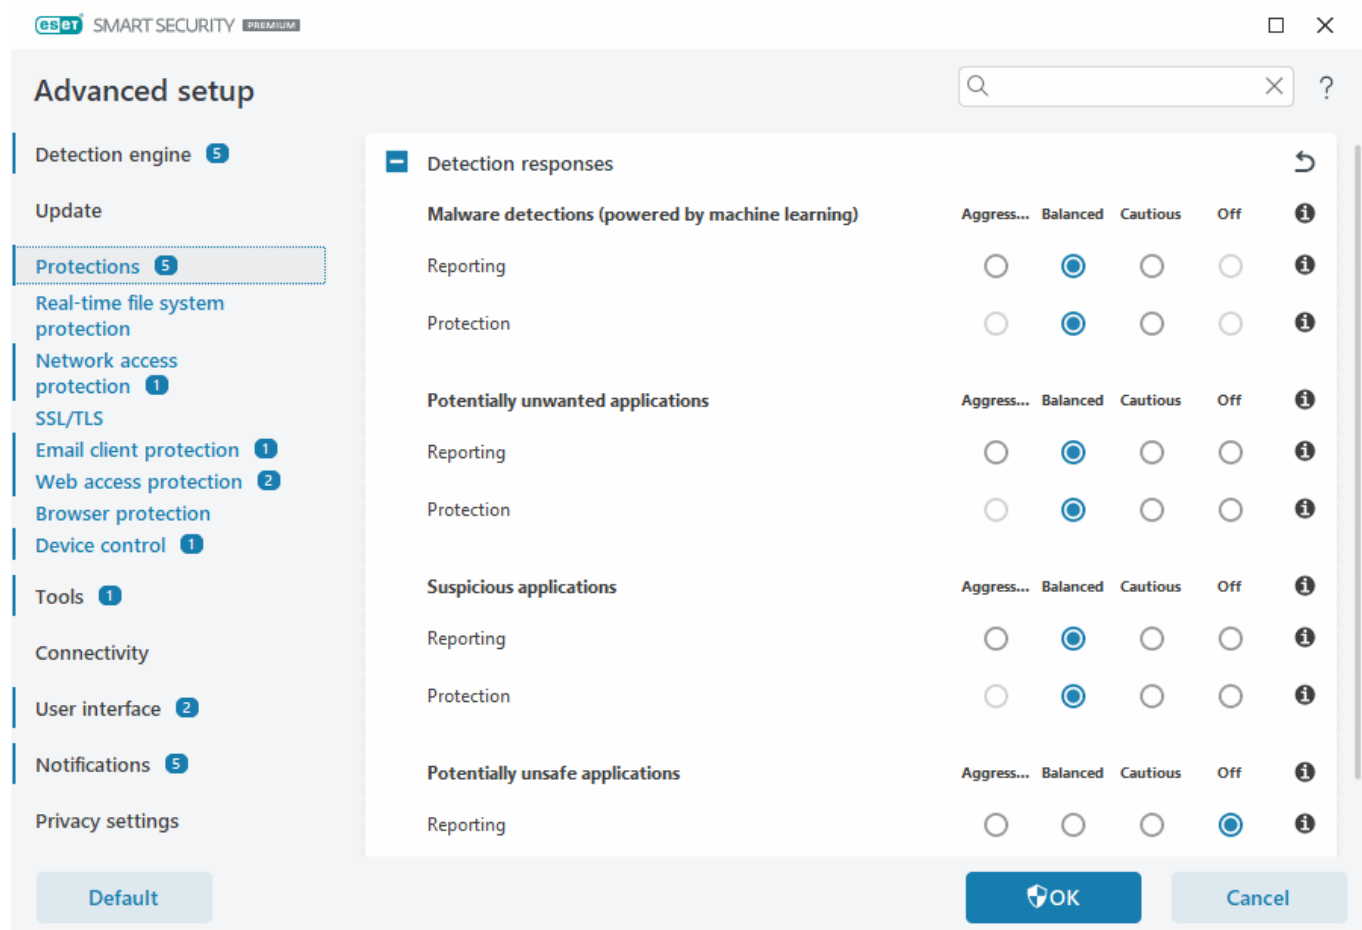 eset SMART SECURITY PREMIUM
Advanced setup
?
Detection engine 5
Update
Protections 5
Real-time file system
protection
Network access
protection 1
SSL/TLS
Email client protection 1
Web access protection 2
Browser protection
Device control 1
Tools 1
Connectivity
User interface 2
Notifications 5
Privacy settings
Detection responses
Malware detections (powered by machine learning) Aggress... Balanced Cautious Off
Reporting
Protection
Potentially unwanted applications Aggress... Balanced Cautious Off
Reporting
Protection
Suspicious applications Aggress... Balanced Cautious Off
Reporting
Protection
Potentially unsafe applications Aggress... Balanced Cautious Off
Reporting
Default
OK
Cancel